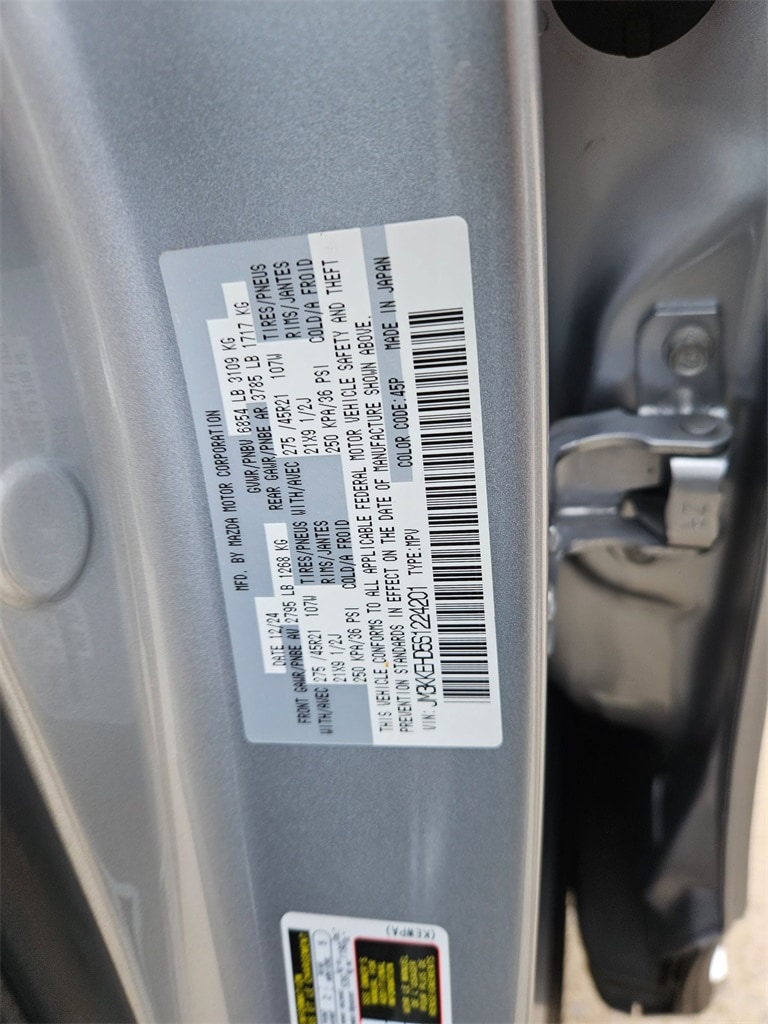 MFD. BY MAZDA MOTOR CORPORATION
DATE 12/24 GVWR/PNBV 6854 LB 3109 KG
FRONT GAWR/PNBE AV 2795 LB 1268 KG REAR GAWR/PNBE AR 3785 LB 1717 KG
WITH/AVEC 275 /45R21 107W TIRES/PNEUS WITH/AVEC 275 /45R21 107W TIRES/PNEUS
21X9 1/2J RIMS/JANTES 21X9 1/2J RIMS/JANTES
250 KPA/36 PSI COLD/A FROID 250 KPA/36 PSI COLD/A FROID
THIS VEHICLE CONFORMS TO ALL APPLICABLE FEDERAL MOTOR VEHICLE SAFETY AND THEFT
PREVENTION STANDARDS IN EFFECT ON THE DATE OF MANUFACTURE SHOWN ABOVE.
VIN: JM3KKEHD5S1224201 TYPE:MPV COLOR CODE:45P MADE IN JAPAN
(KEWPA)